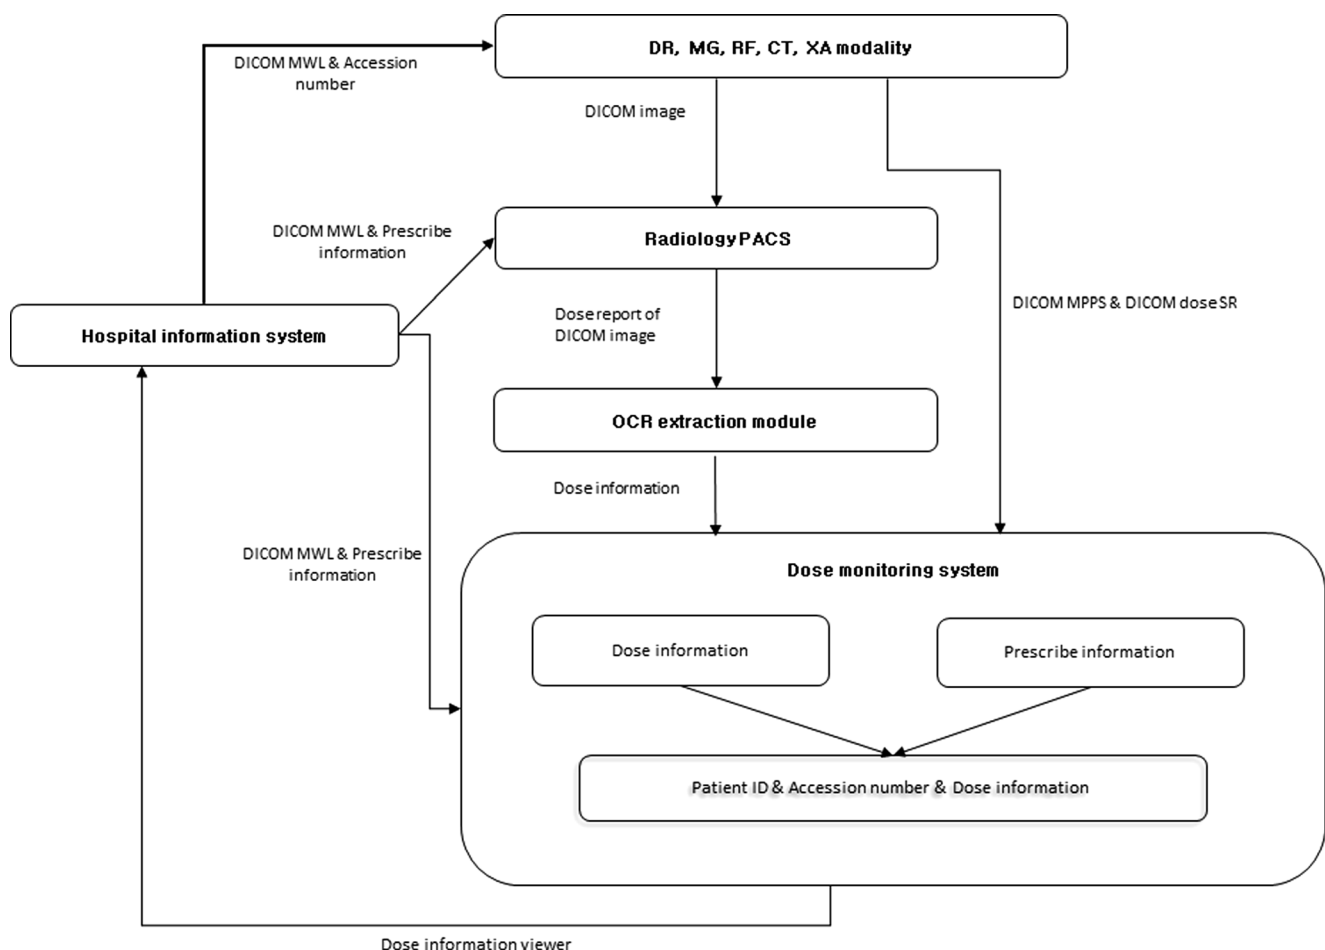 DR, MG, RF, CT, XA modality
DICOM MWL & Accession
number
DICOM image
DICOM MWL & Prescribe
information
Radiology PACS
Hospital information system
Dose report of
DICOM image
DICOM MPPS & DICOM dose SR
OCR extraction module
Dose information
DICOM MWL & Prescribe
information
Dose monitoring system
Dose information
Prescribe information
Patient ID & Accession number & Dose information
Dose information viewer